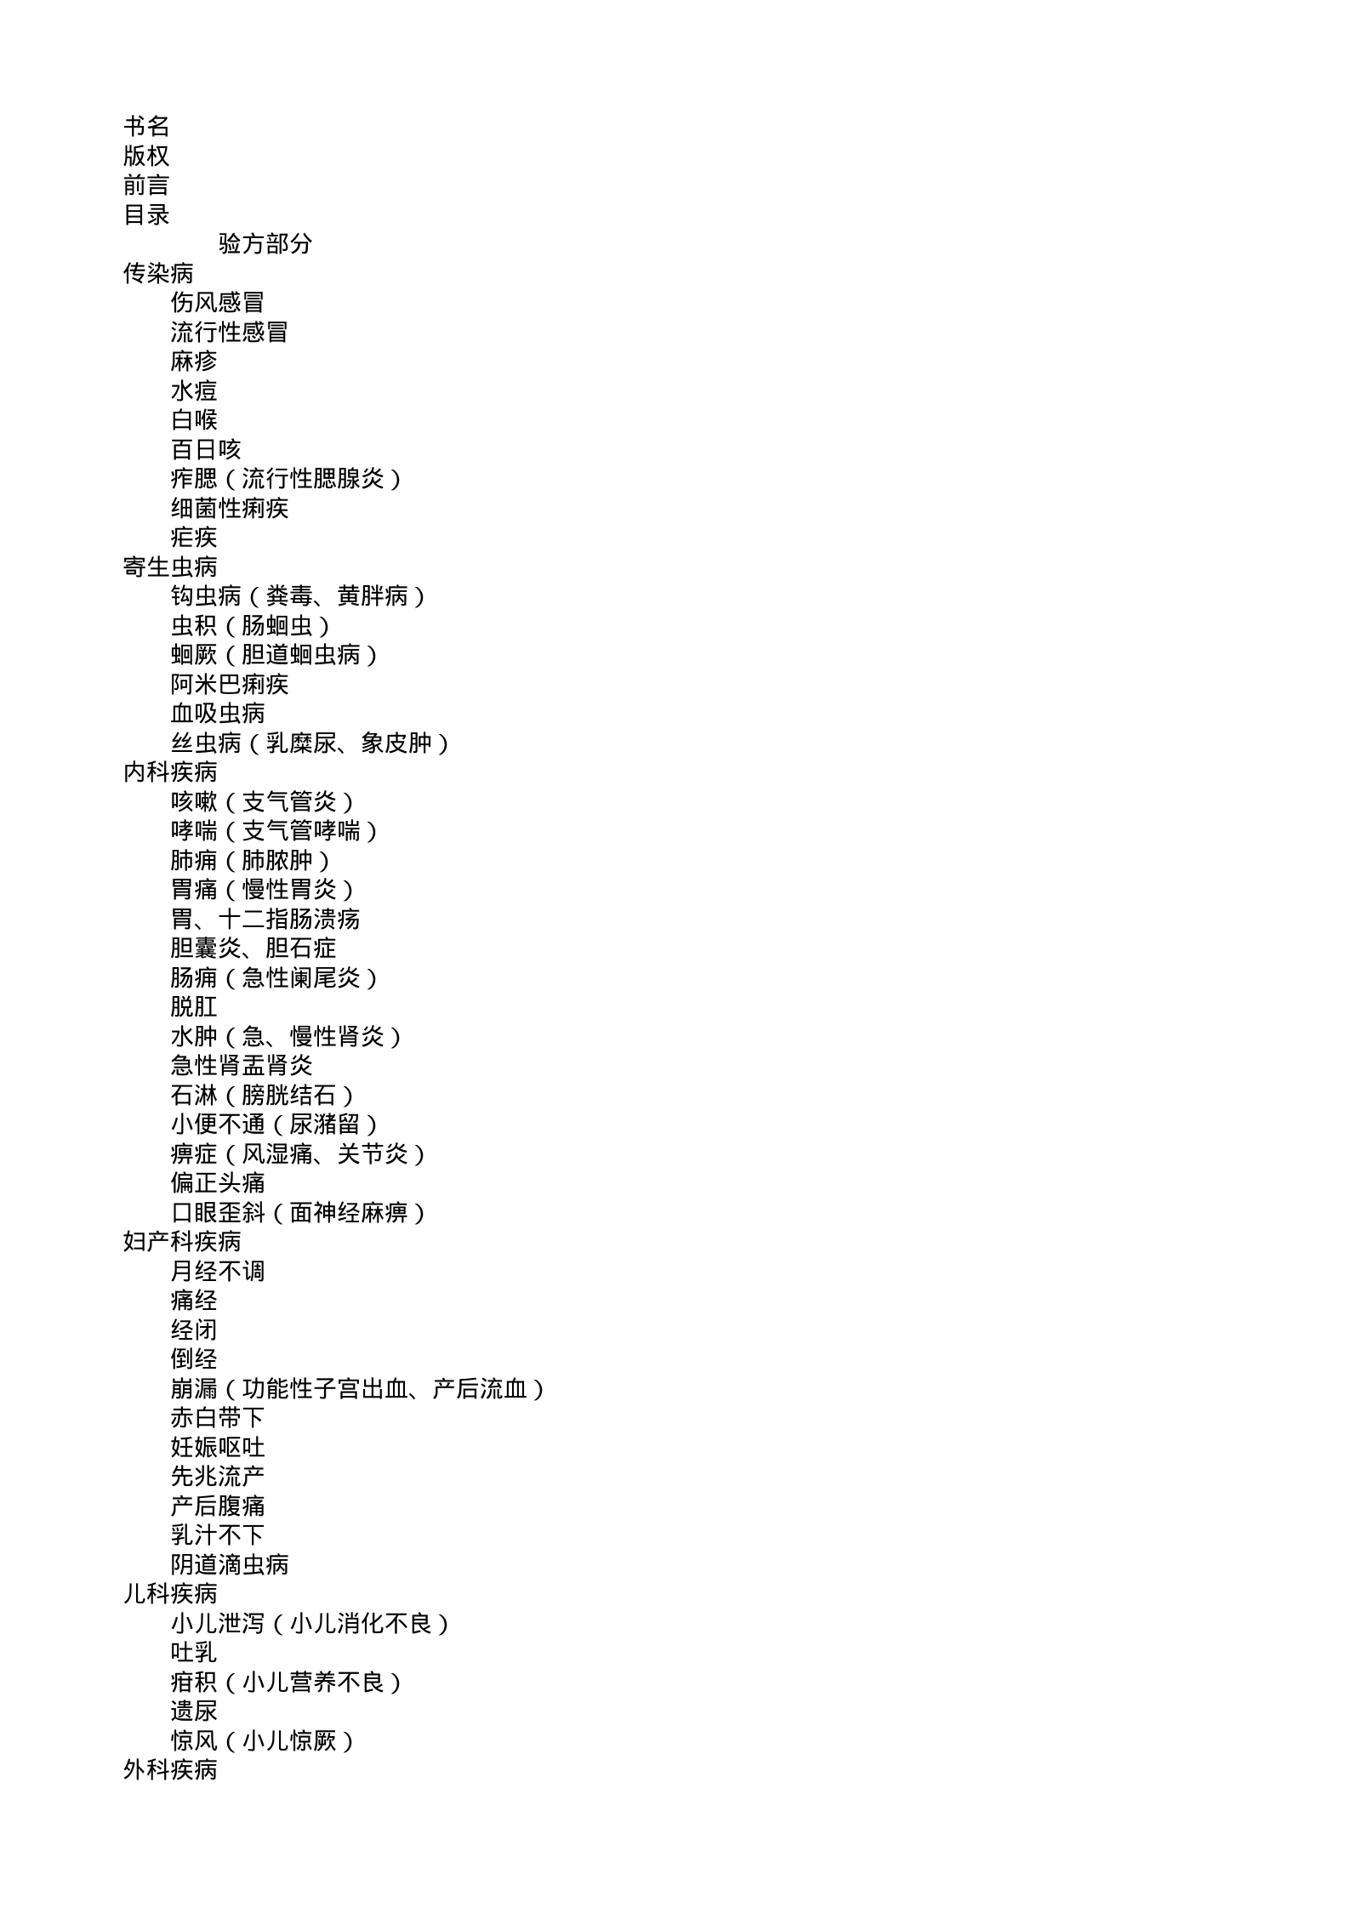 书名
版权
前言
目录
验方部分
传染病
伤风感冒
流行性感冒
麻疹
水痘
白喉
百日咳
痄腮（流行性腮腺炎）
细菌性痢疾
疟疾
寄生虫病
钩虫病（粪毒、黄胖病）
虫积（肠蛔虫）
蛔厥（胆道蛔虫病）
阿米巴痢疾
血吸虫病
丝虫病（乳糜尿、象皮肿）
内科疾病
咳嗽（支气管炎）
哮喘（支气管哮喘）
肺痈（肺脓肿）
胃痛（慢性胃炎）
胃、十二指肠溃疡
胆囊炎、胆石症
肠痈（急性阑尾炎）
脱肛
水肿（急、慢性肾炎）
急性肾盂肾炎
石淋（膀胱结石）
小便不通（尿潴留）
痹症（风湿痛、关节炎）
偏正头痛
口眼歪斜（面神经麻痹）
妇产科疾病
月经不调
痛经
经闭
倒经
崩漏（功能性子宫出血、产后流血）
赤白带下
妊娠呕吐
先兆流产
产后腹痛
乳汁不下
阴道滴虫病
儿科疾病
小儿泄泻（小儿消化不良）
吐乳
疳积（小儿营养不良）
遗尿
惊风（小儿惊厥）
外科疾病